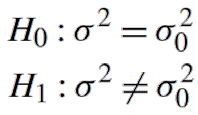 H₀ : σ² = σ₀²
H₁ : σ² ≠ σ₀²